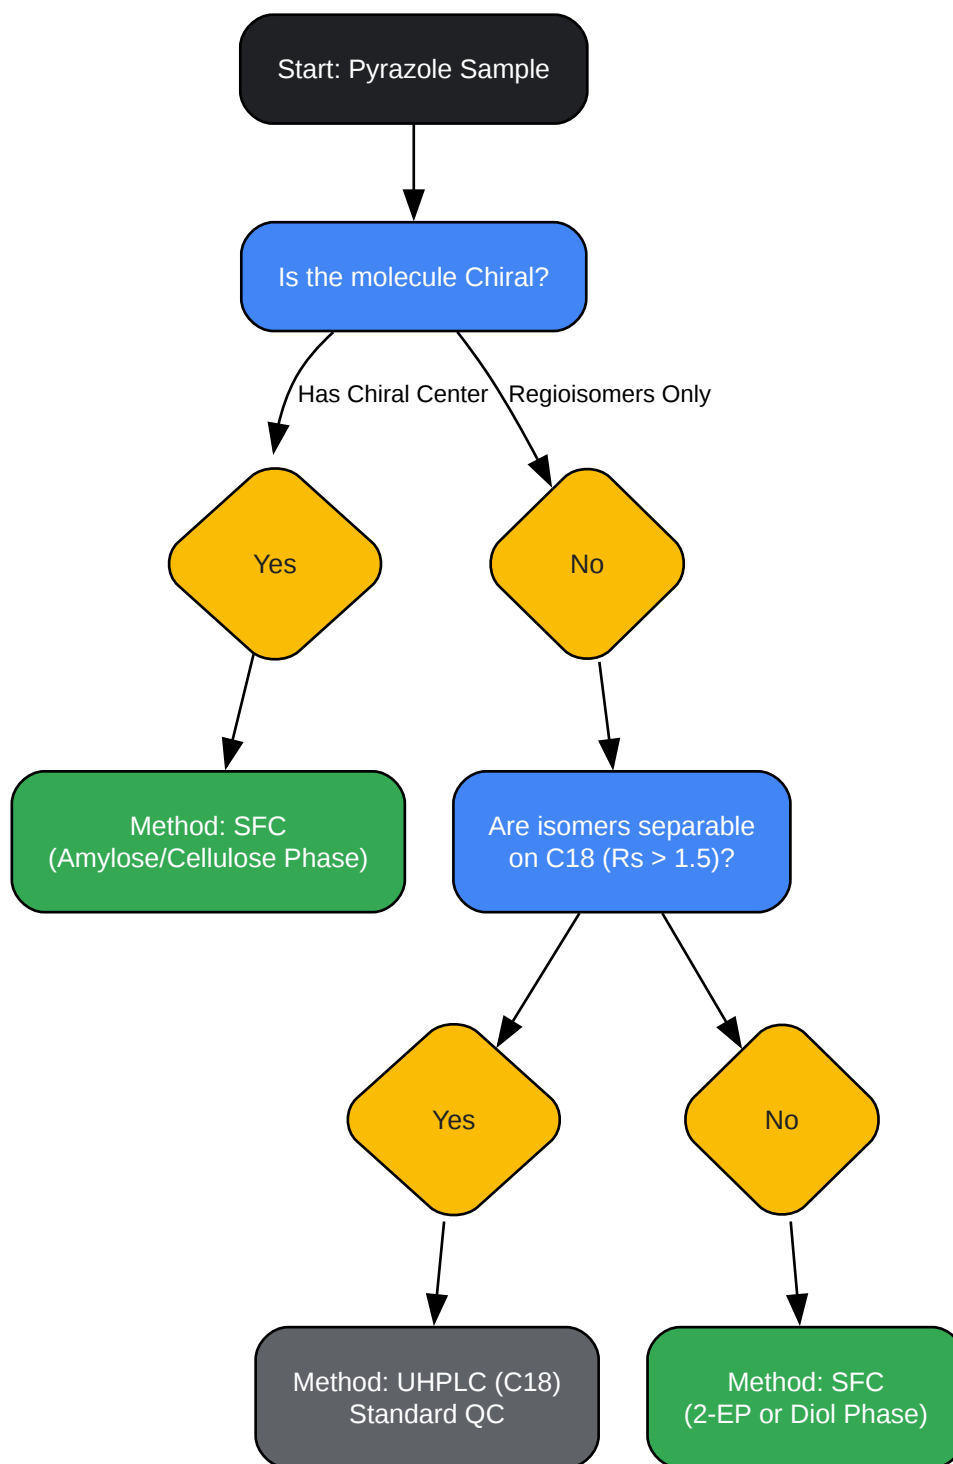 Start: Pyrazole Sample
Is the molecule Chiral?
Has Chiral Center
Regioisomers Only
Yes
No
Method: SFC
(Amylose/Cellulose Phase)
Are isomers separable
on C18 (Rs > 1.5)?
Yes
No
Method: UHPLC (C18)
Standard QC
Method: SFC
(2-EP or Diol Phase)